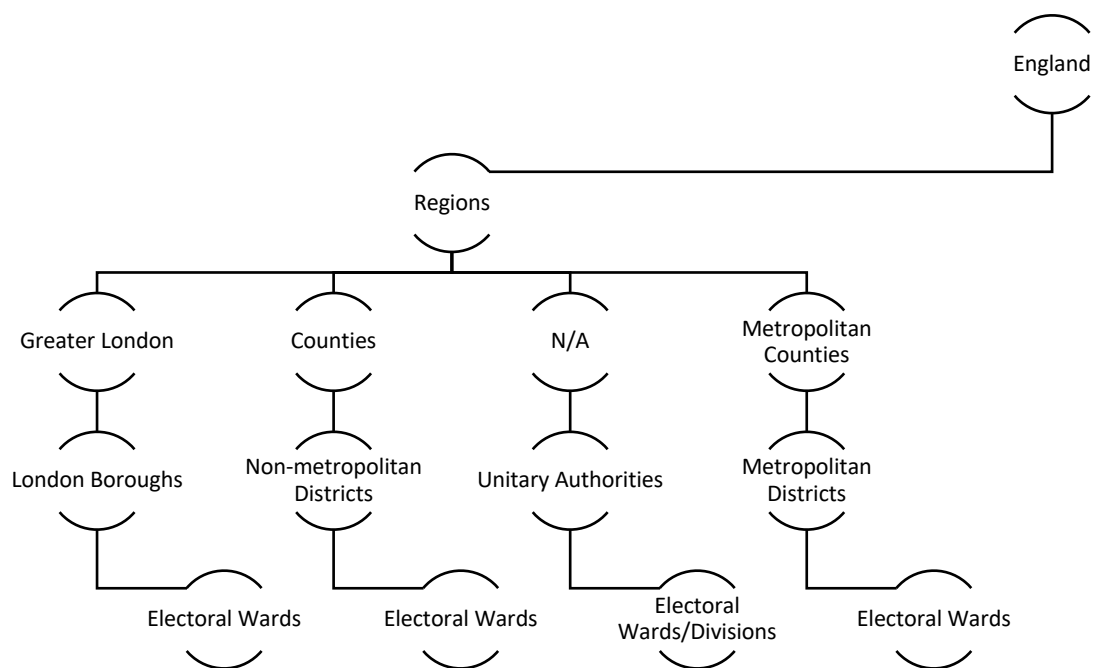 England
Regions
Greater London
Counties
N/A
Metropolitan
Counties
London Boroughs
Non-metropolitan
Districts
Unitary Authorities
Metropolitan
Districts
Electoral Wards
Electoral Wards
Electoral
Wards/Divisions
Electoral Wards